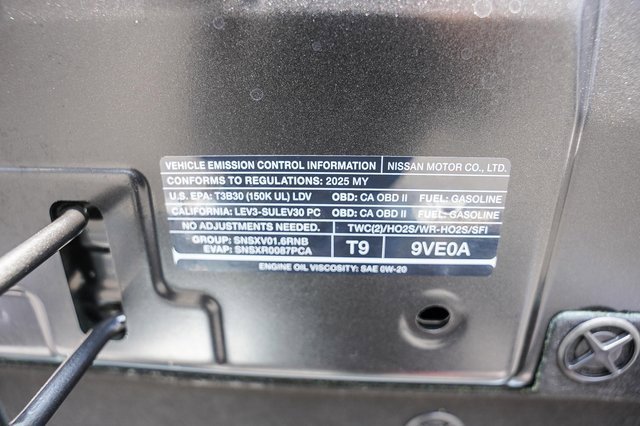 VEHICLE EMISSION CONTROL INFORMATION NISSAN MOTOR CO., LTD.
CONFORMS TO REGULATIONS: 2025 MY
U.S. EPA: T3B30 (150K UL) LDV OBD: CA OBD II FUEL: GASOLINE
CALIFORNIA: LEV3-SULEV30 PC OBD: CA OBD II FUEL: GASOLINE
NO ADJUSTMENTS NEEDED. TWC(2)/HO2S/WR-HO2S/SFI
GROUP: SNSXV01.6RNB
EVAP: SNSXR0087PCA
T9 9VE0A
ENGINE OIL VISCOSITY: SAE 0W-20